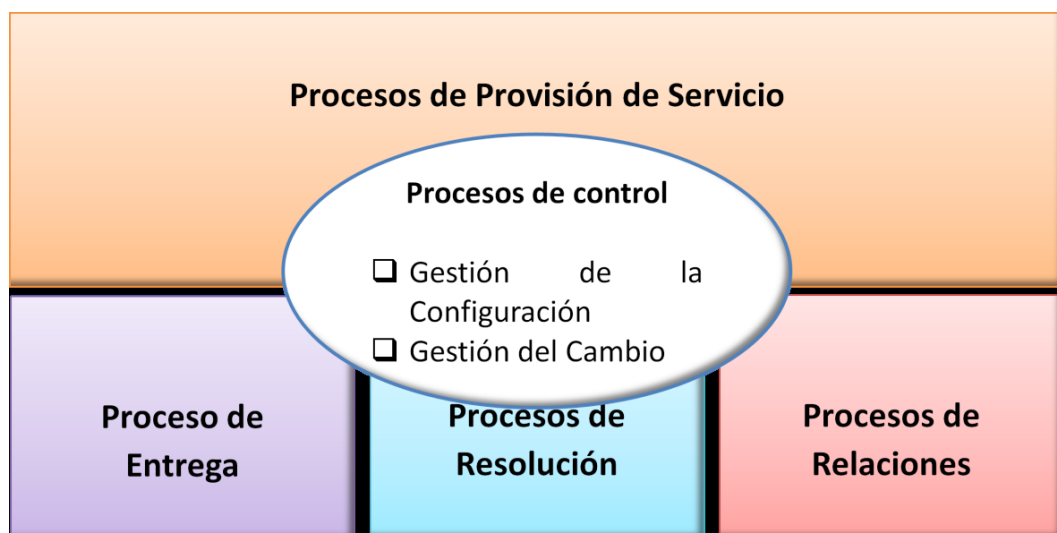 Procesos de Provisión de Servicio
Procesos de control
❑ Gestión de la
Configuración
❑ Gestión del Cambio
Proceso de
Entrega
Procesos de
Resolución
Procesos de
Relaciones